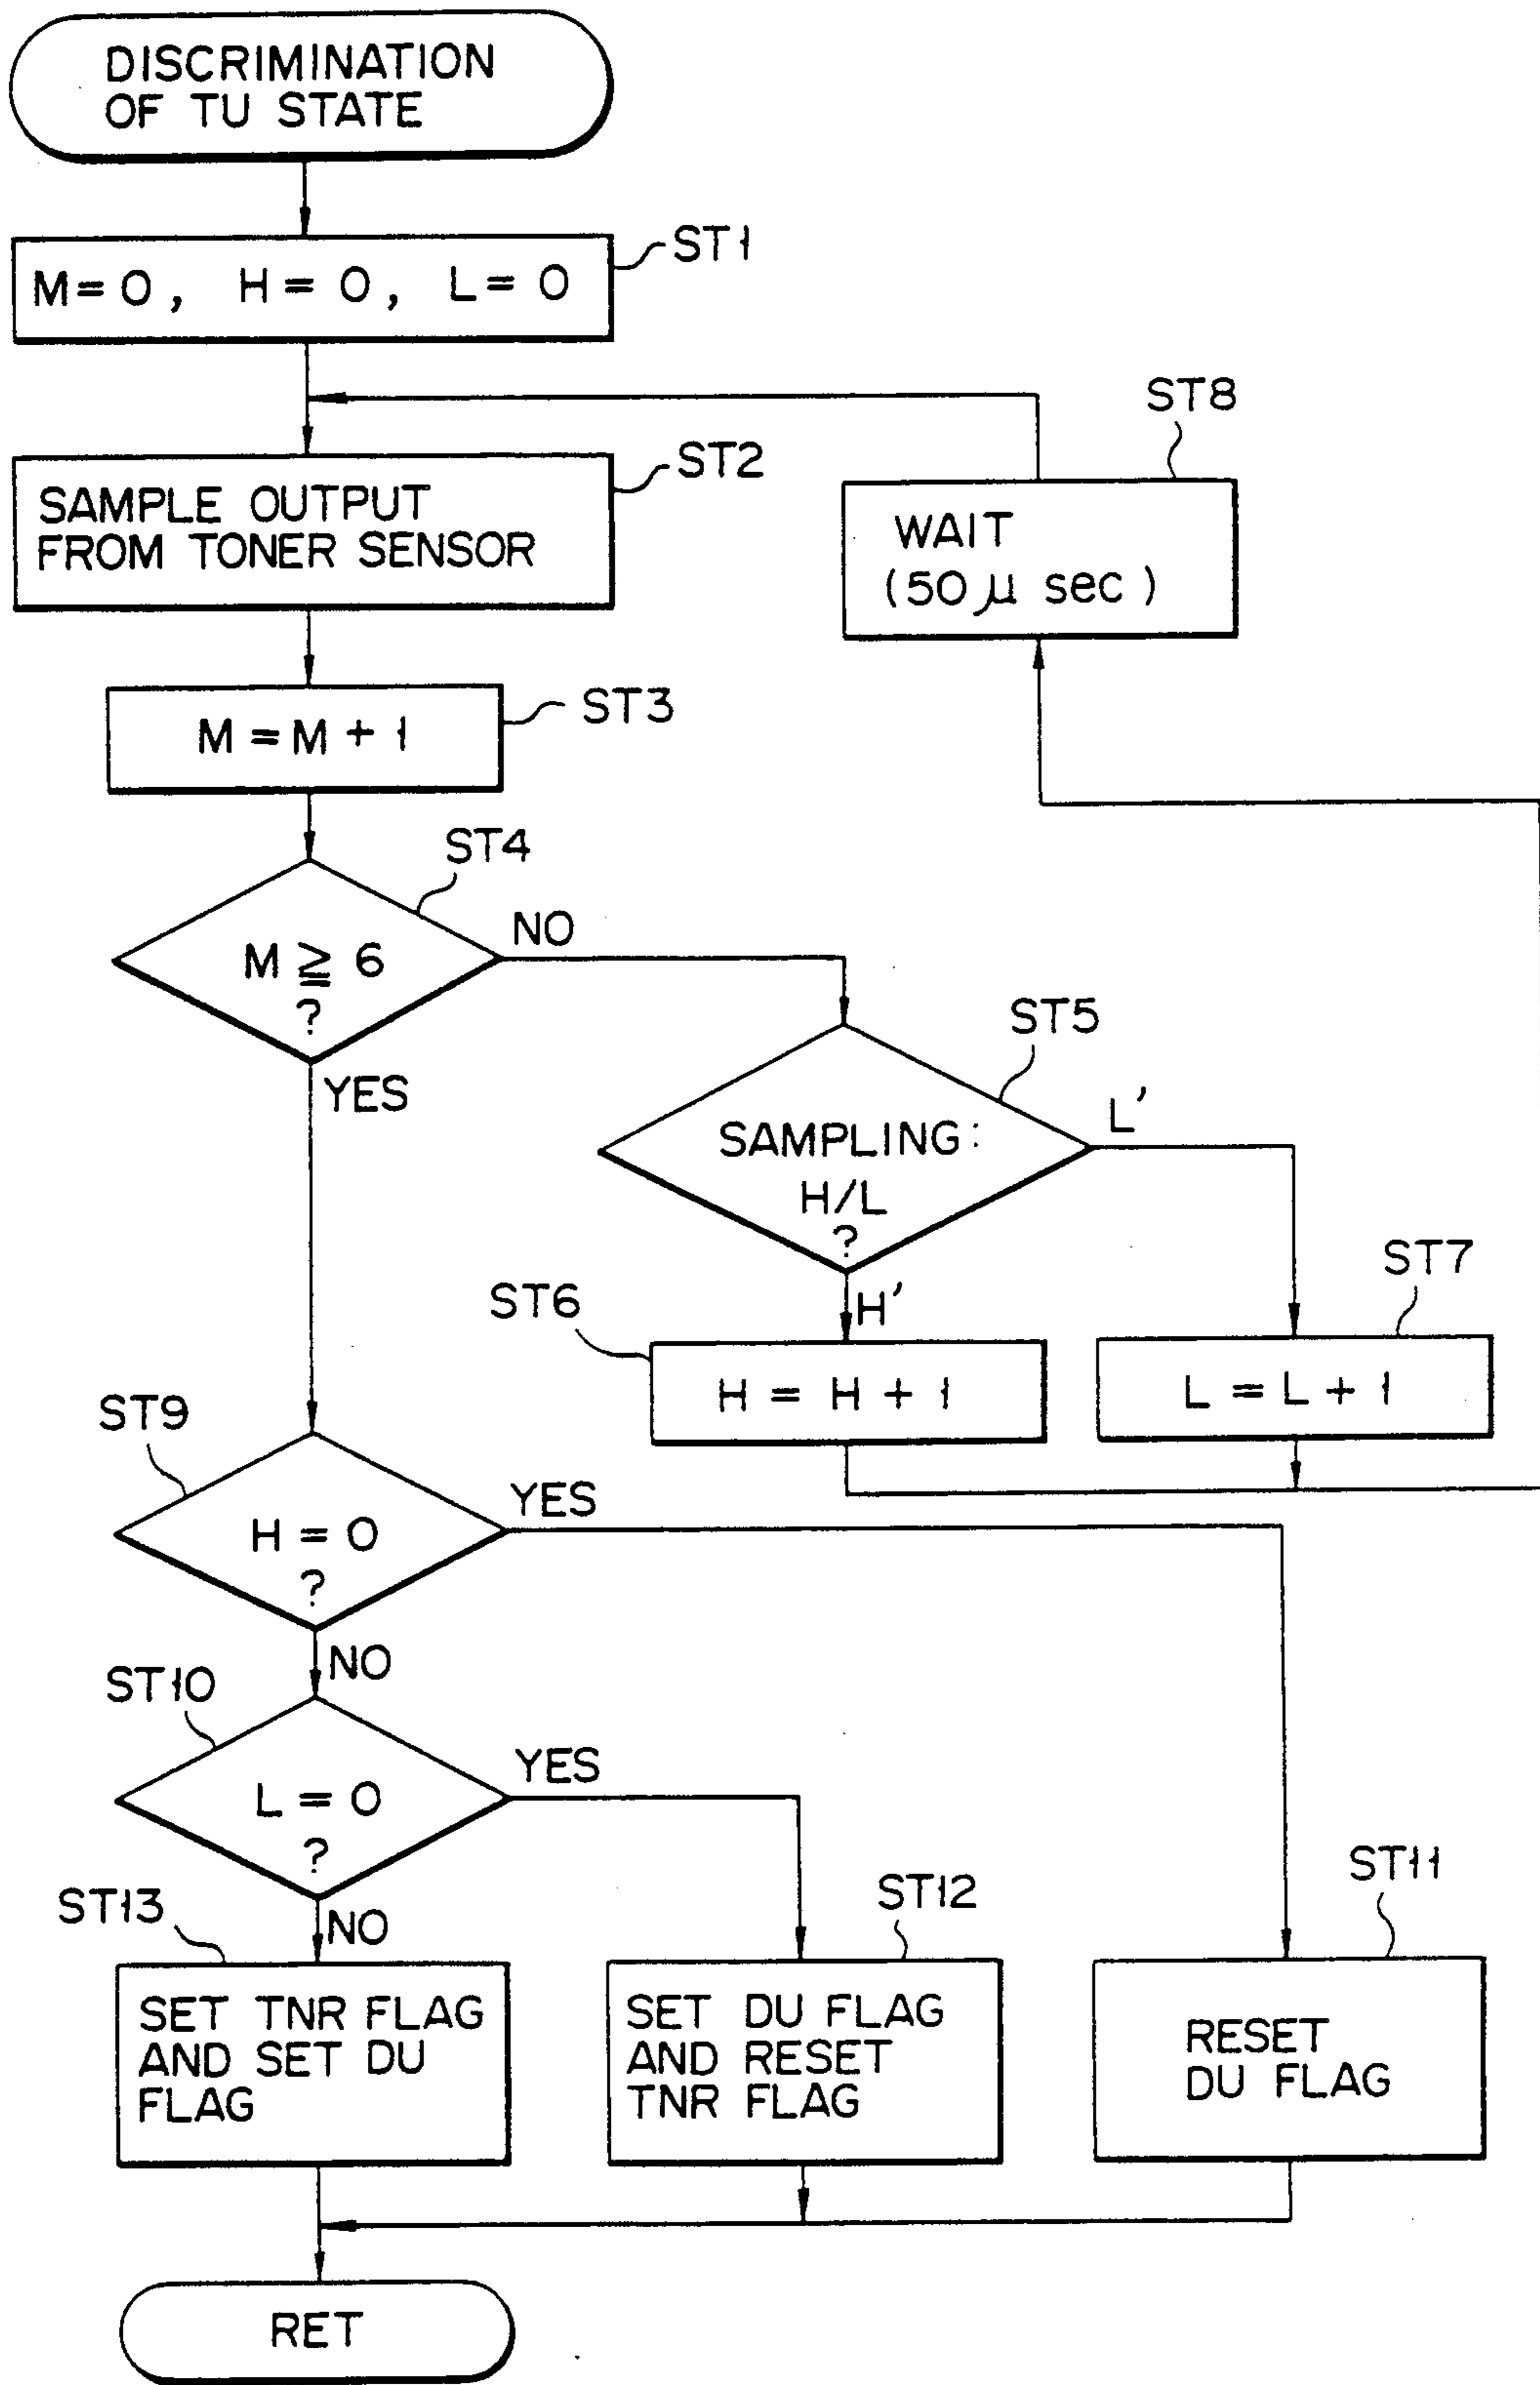 DISCRIMINATION
OF TU STATE
ST1
M = 0, H = 0, L = 0
ST8
ST2
SAMPLE OUTPUT
FROM TONER SENSOR
WAIT
(50 μ sec)
ST3
M = M + 1
ST4
NO
M ≧ 6
?
YES
ST5
L'
SAMPLING:
H/L
?
H'
ST6
ST7
H = H + 1
L = L + 1
ST9
YES
H = 0
?
NO
ST10
YES
L = 0
?
NO
ST13
ST12
ST11
SET TNR FLAG
AND SET DU
FLAG
SET DU FLAG
AND RESET
TNR FLAG
RESET
DU FLAG
RET